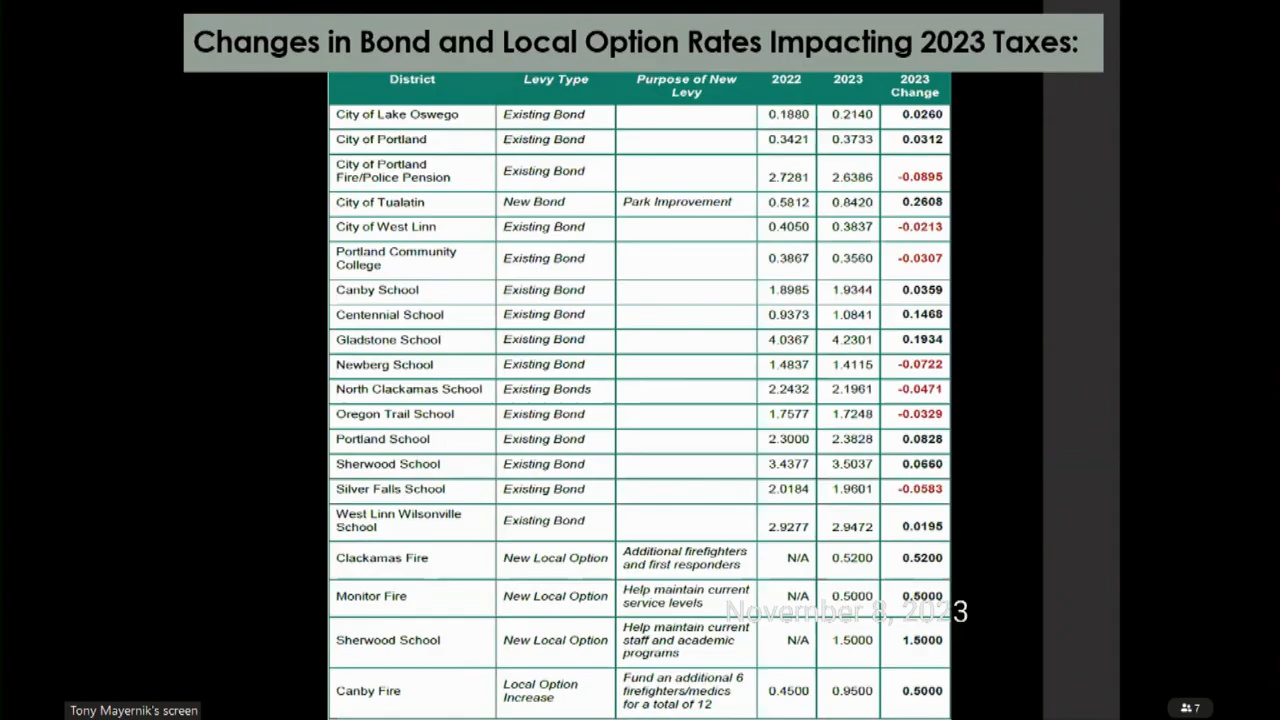 Changes in Bond and Local Option Rates Impacting 2023 Taxes:
District Levy Type Purpose of New Levy 2022 2023 2023 Change
City of Lake Oswego Existing Bond 0.1880 0.2140 0.0260
City of Portland Existing Bond 0.3421 0.3733 0.0312
City of Portland Fire/Police Pension Existing Bond 2.7281 2.6386 -0.0895
City of Tualatin New Bond Park Improvement 0.5812 0.8420 0.2608
City of West Linn Existing Bond 0.4050 0.3837 -0.0213
Portland Community College Existing Bond 0.3867 0.3560 -0.0307
Canby School Existing Bond 1.8985 1.9344 0.0359
Centennial School Existing Bond 0.9373 1.0841 0.1468
Gladstone School Existing Bond 4.0367 4.2301 0.1934
Newberg School Existing Bond 1.4837 1.4115 -0.0722
North Clackamas School Existing Bonds 2.2432 2.1961 -0.0471
Oregon Trail School Existing Bond 1.7577 1.7248 -0.0329
Portland School Existing Bond 2.3000 2.3828 0.0828
Sherwood School Existing Bond 3.4377 3.5037 0.0660
Silver Falls School Existing Bond 2.0184 1.9601 -0.0583
West Linn Wilsonville School Existing Bond 2.9277 2.9472 0.0195
Clackamas Fire New Local Option Additional firefighters and first responders N/A 0.5200 0.5200
Monitor Fire New Local Option Help maintain current service levels N/A 0.5000 0.5000
November 8, 2023
Sherwood School New Local Option Help maintain current staff and academic programs N/A 1.5000 1.5000
Canby Fire Local Option Increase Fund an additional 6 firefighters/medics for a total of 12 0.4500 0.9500 0.5000
Tony Mayernik's screen
7